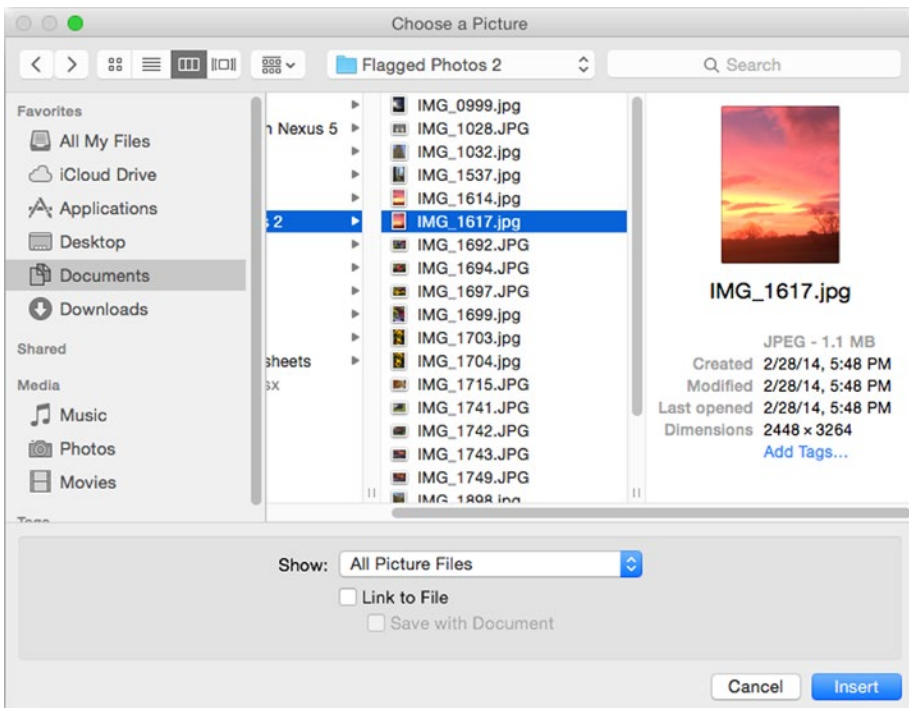 Choose a Picture
Flagged Photos 2
Search
Favorites
All My Files
iCloud Drive
Applications
Desktop
Documents
Downloads
Shared
Media
Music
Photos
Movies
Nexus 5
2
sheets
sx
IMG_0999.jpg
IMG_1028.JPG
IMG_1032.jpg
IMG_1537.jpg
IMG_1614.jpg
IMG_1617.jpg
IMG_1692.JPG
IMG_1694.JPG
IMG_1697.JPG
IMG_1699.jpg
IMG_1703.jpg
IMG_1704.jpg
IMG_1715.JPG
IMG_1741.JPG
IMG_1742.JPG
IMG_1743.JPG
IMG_1749.JPG
IMG_1898.jpg
IMG_1617.jpg
JPEG - 1.1 MB
Created 2/28/14, 5:48 PM
Modified 2/28/14, 5:48 PM
Last opened 2/28/14, 5:48 PM
Dimensions 2448 × 3264
Add Tags...
Show: All Picture Files
Link to File
Save with Document
Cancel Insert